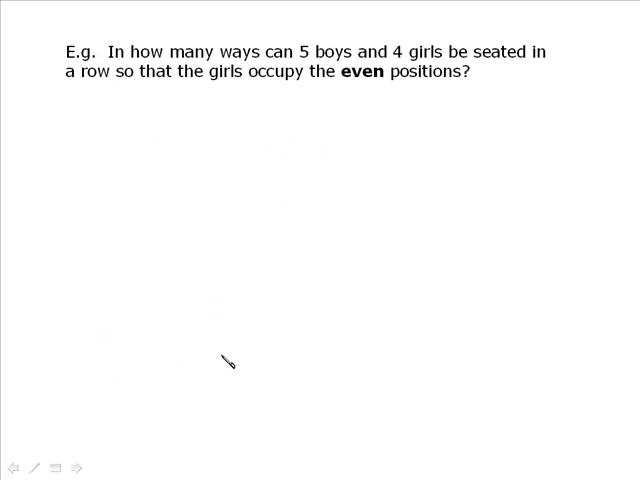 E.g.  In how many ways can 5 boys and 4 girls be seated in
a row so that the girls occupy the even positions?